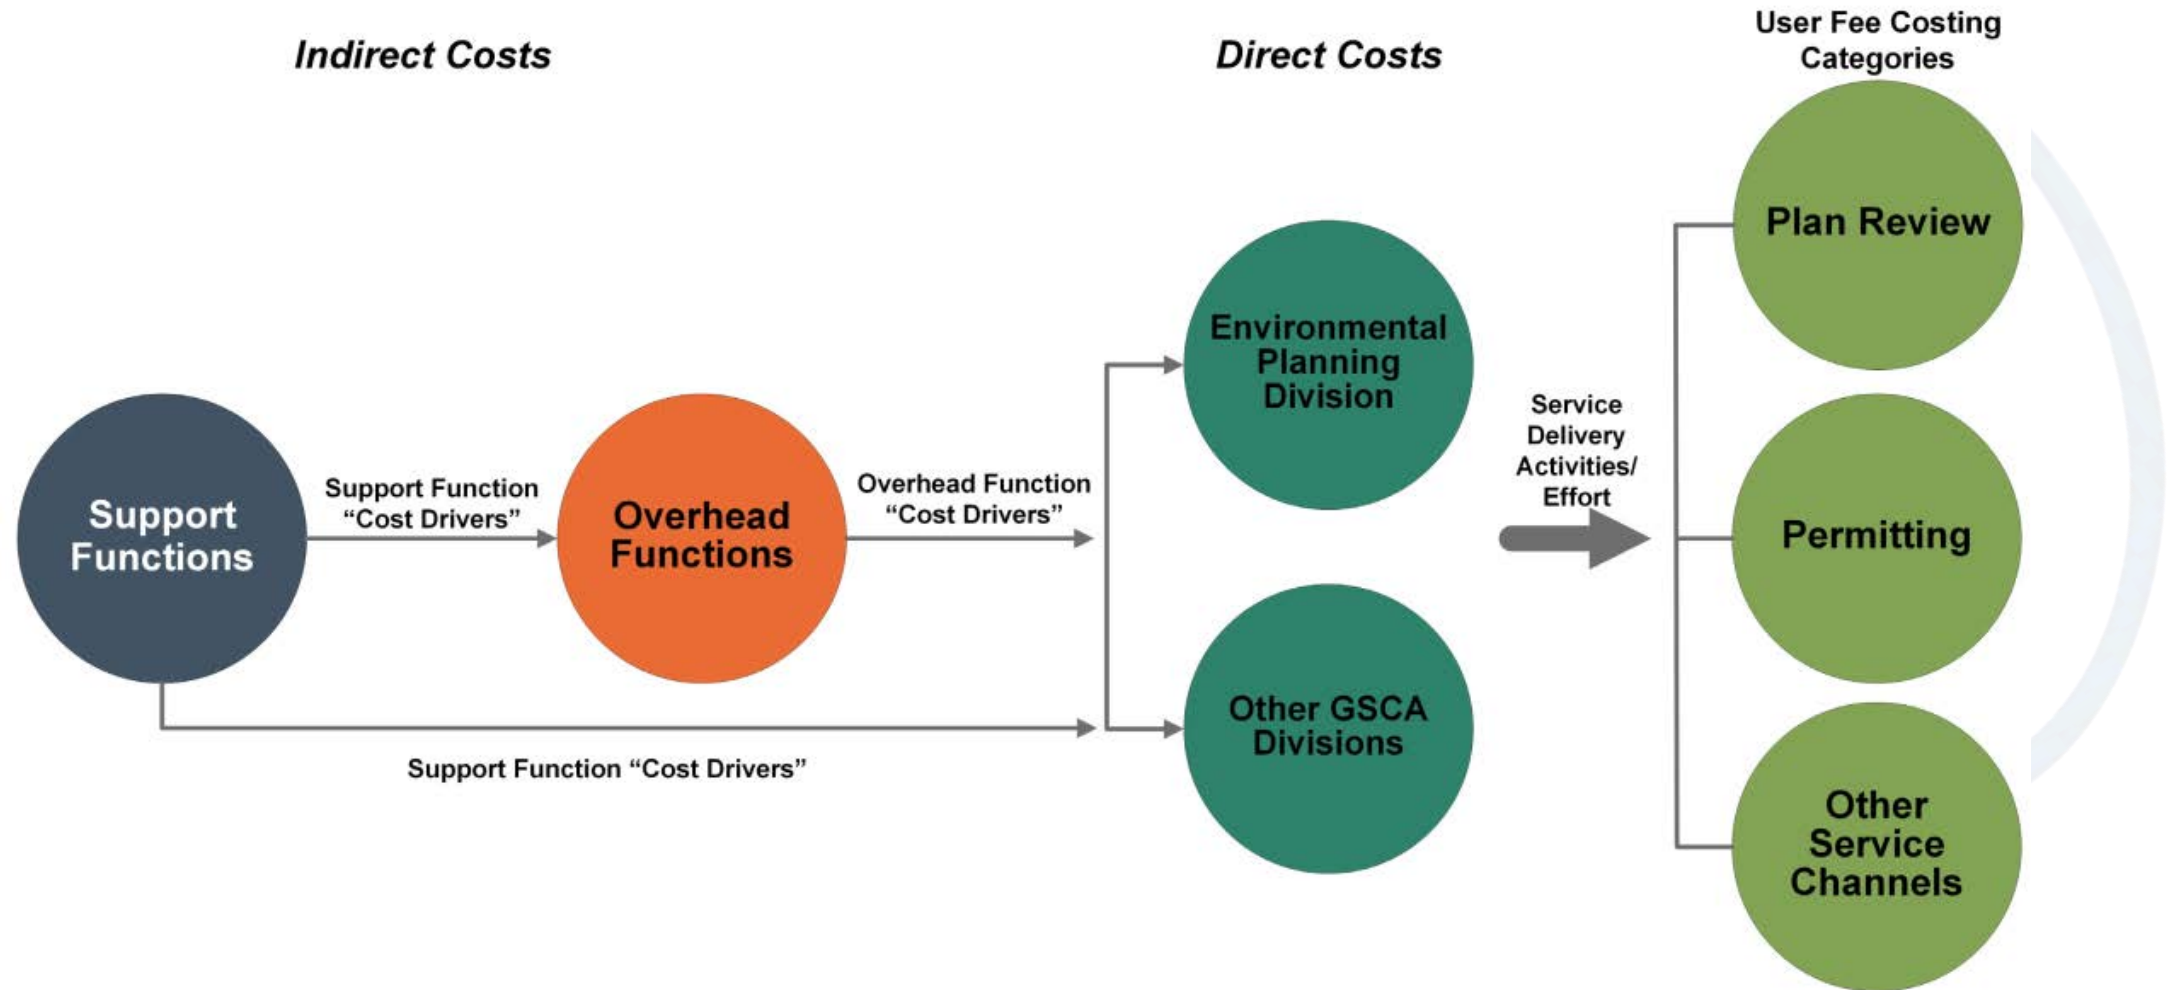 Indirect Costs
Direct Costs
User Fee Costing
Categories
Support
Functions
Support Function
“Cost Drivers”
Overhead
Functions
Overhead Function
“Cost Drivers”
Support Function “Cost Drivers”
Environmental
Planning
Division
Other GSCA
Divisions
Service
Delivery
Activities/
Effort
Plan Review
Permitting
Other
Service
Channels